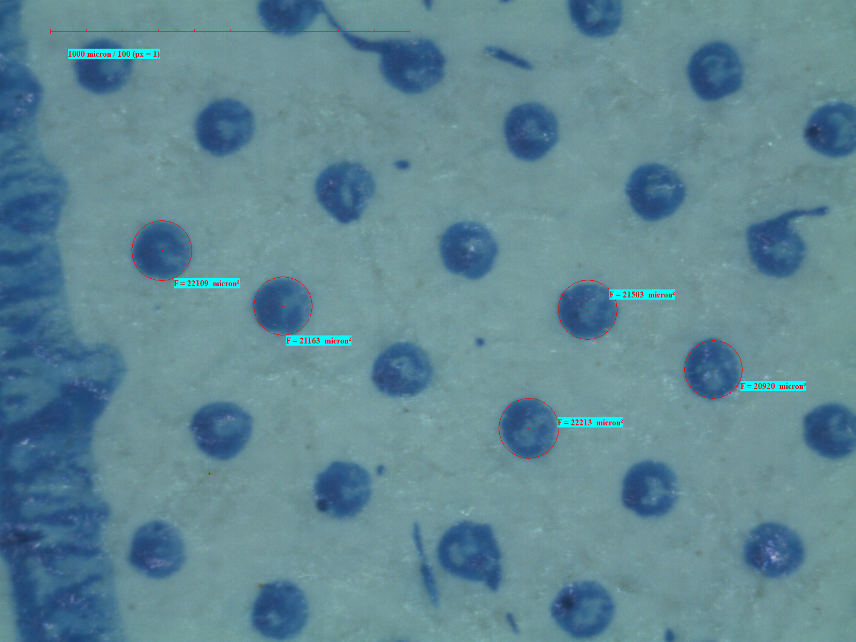 1000 micron / 100 (px = 1)
F = 22109 micron²
F = 21503 micron²
F = 21163 micron²
F = 20920 micron²
F = 22213 micron²